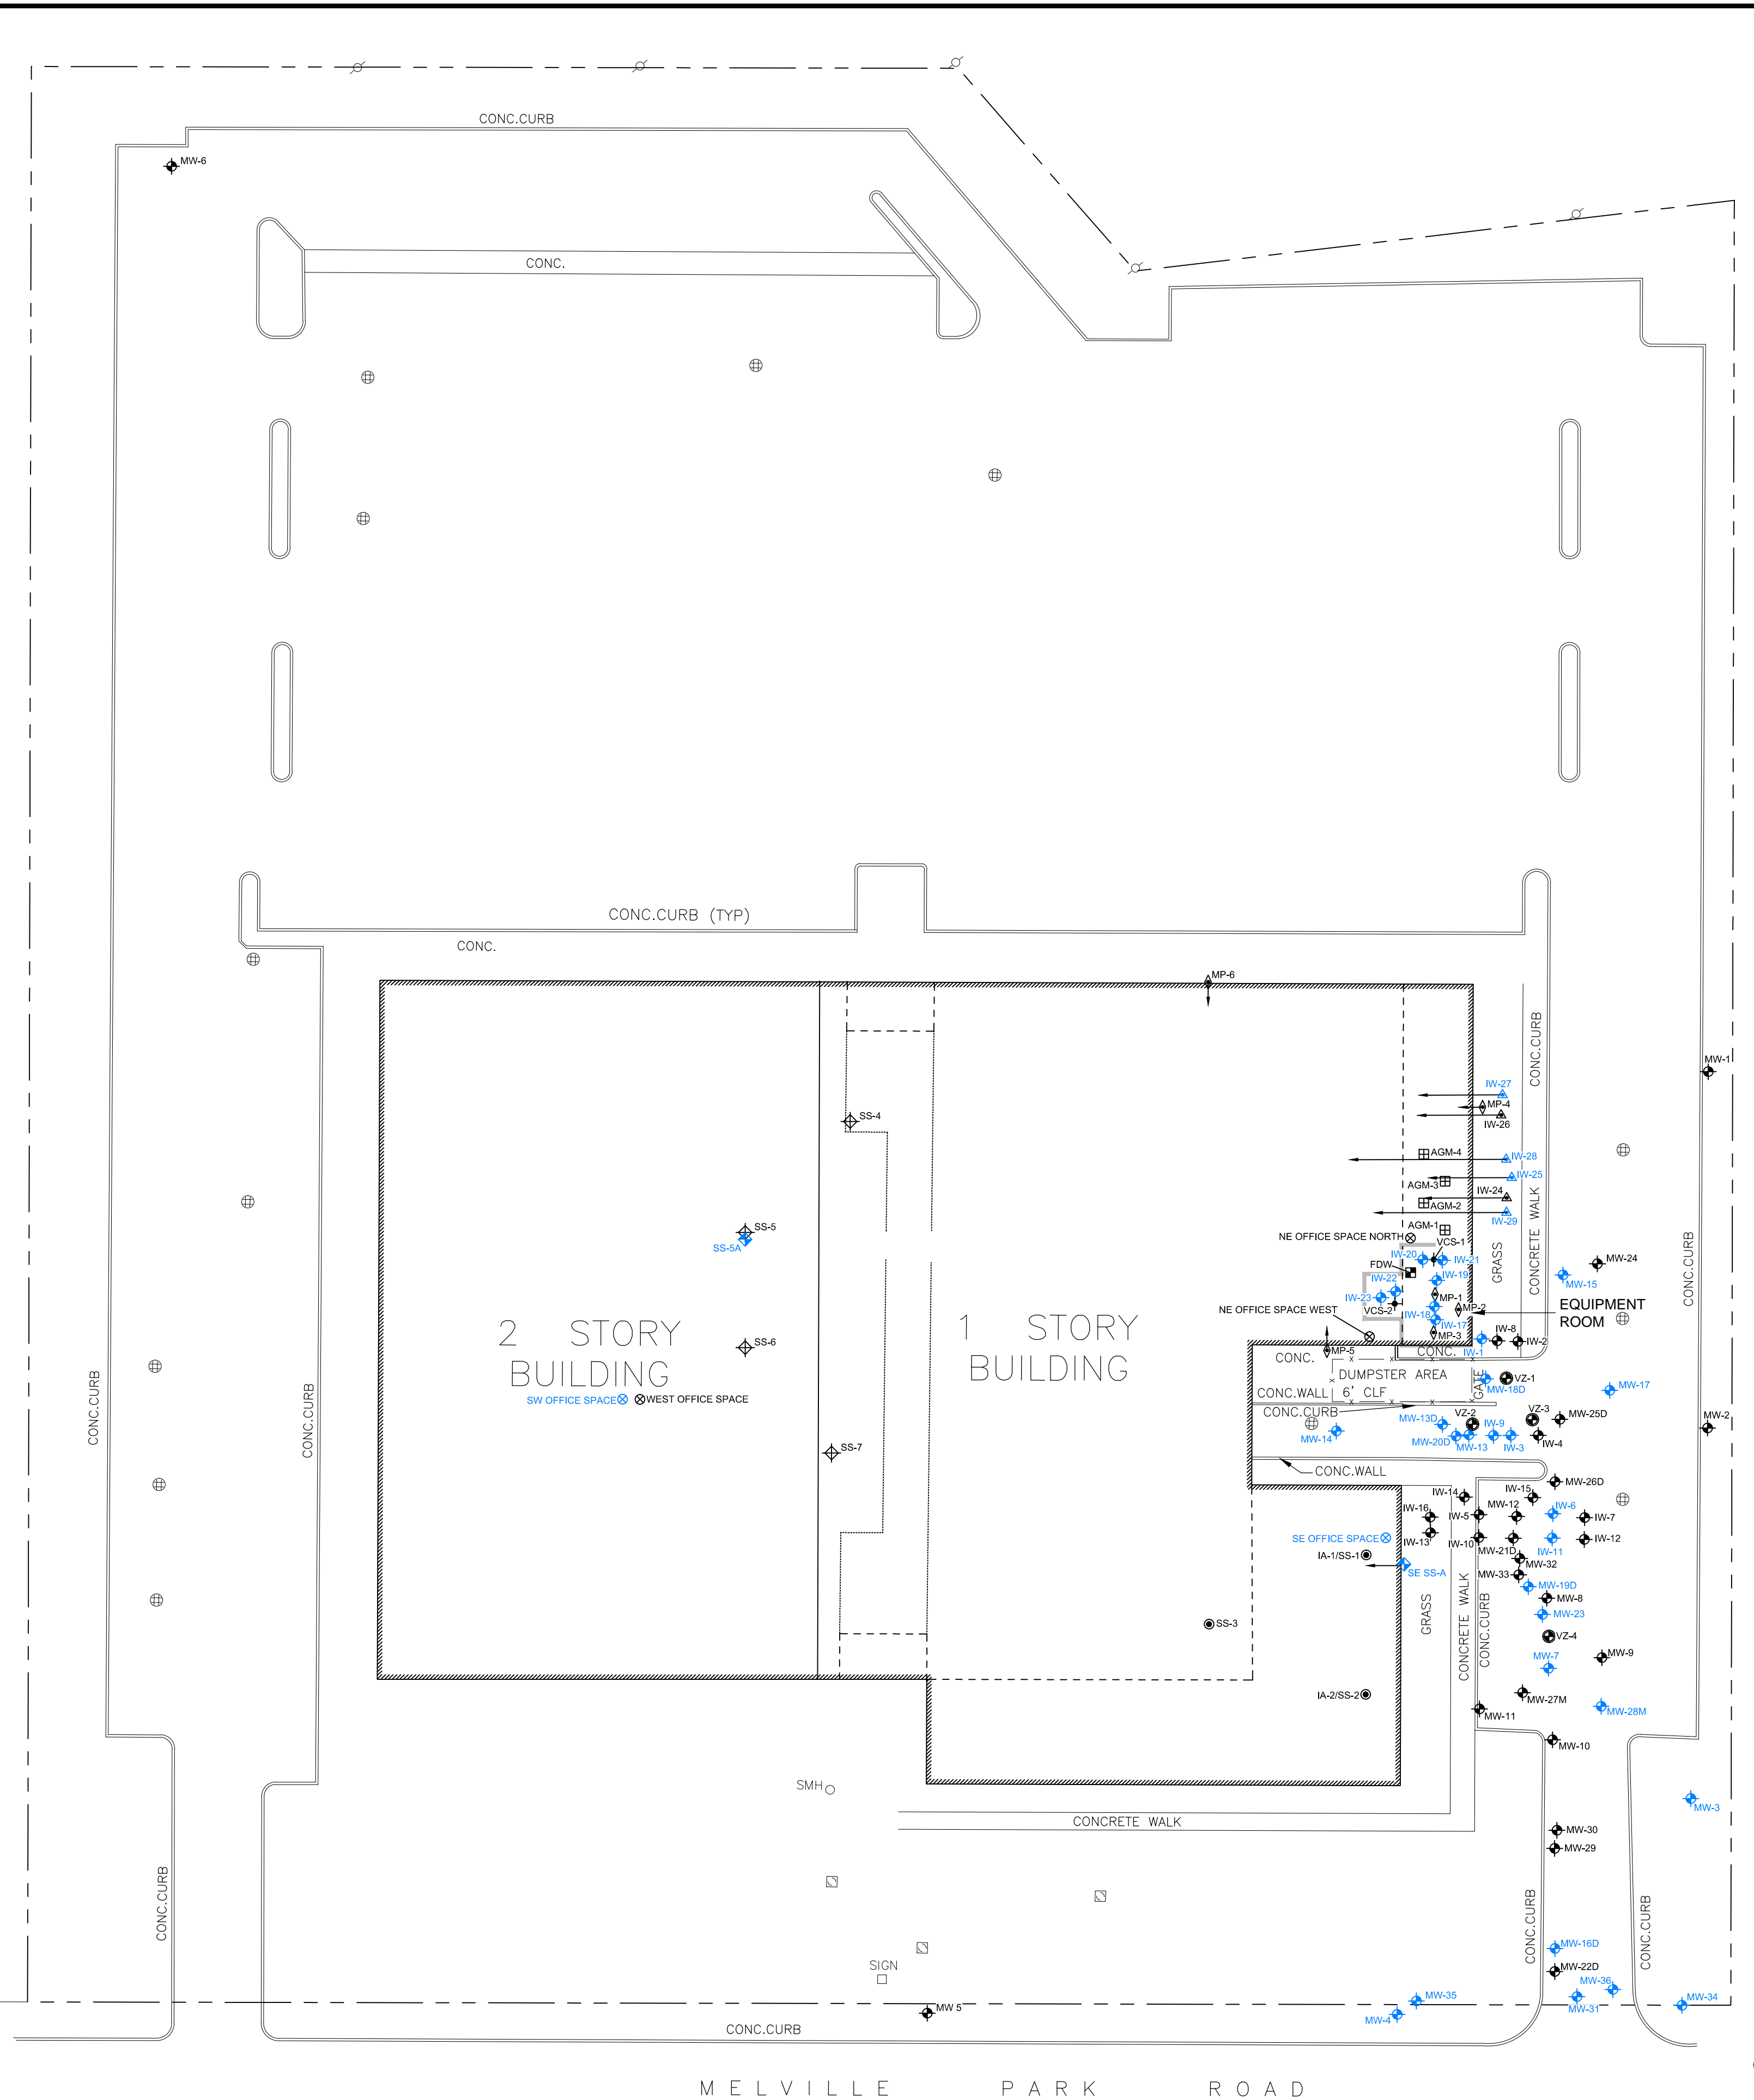 CONC.CURB
MW-6
CONC.
CONC.CURB (TYP)
CONC.
MP-6
CONC.CURB
MW-1
IW-27
MP-4
IW-26
SS-4
AGM-4
IW-28
IW-25
AGM-3
IW-24
AGM-2
IW-29
CONCRETE WALK
AGM-1
SS-5
SS-5A
NE OFFICE SPACE NORTH
VCS-1
GRASS
IW-20
IW-21
FDW
MW-24
CONC.CURB
IW-22
IW-19
MW-15
IW-23
MP-1
VCS-2
MP-2
EQUIPMENT
ROOM
NE OFFICE SPACE WEST
IW-18
IW-17
MP-3
IW-8
IW-2
2 STORY
BUILDING
1 STORY
BUILDING
SS-6
MP-5
CONC.
IW-1
CONC.
DUMPSTER AREA
GATE
VZ-1
MW-18D
MW-17
SW OFFICE SPACE
WEST OFFICE SPACE
CONC.WALL
6' CLF
CONC.CURB
CONC.CURB
CONC.CURB
MW-13D
VZ-2
IW-9
VZ-3
MW-25D
MW-2
MW-14
MW-20D
MW-13
IW-3
IW-4
SS-7
CONC.WALL
MW-26D
IW-14
IW-15
IW-16
IW-5
MW-12
IW-6
IW-7
SE OFFICE SPACE
IW-13
IW-10
MW-21D
IW-11
IW-12
IA-1/SS-1
MW-32
SE SS-A
MW-33
MW-19D
MW-8
MW-23
SS-3
GRASS
CONCRETE WALK
CONC.CURB
VZ-4
MW-9
MW-7
IA-2/SS-2
MW-27M
MW-28M
MW-11
MW-10
SMH
MW-3
CONCRETE WALK
MW-30
MW-29
CONC.CURB
CONC.CURB
CONC.CURB
MW-16D
SIGN
MW-22D
MW-36
MW-35
MW-31
MW-34
MW 5
MW-4
CONC.CURB
MELVILLE PARK ROAD